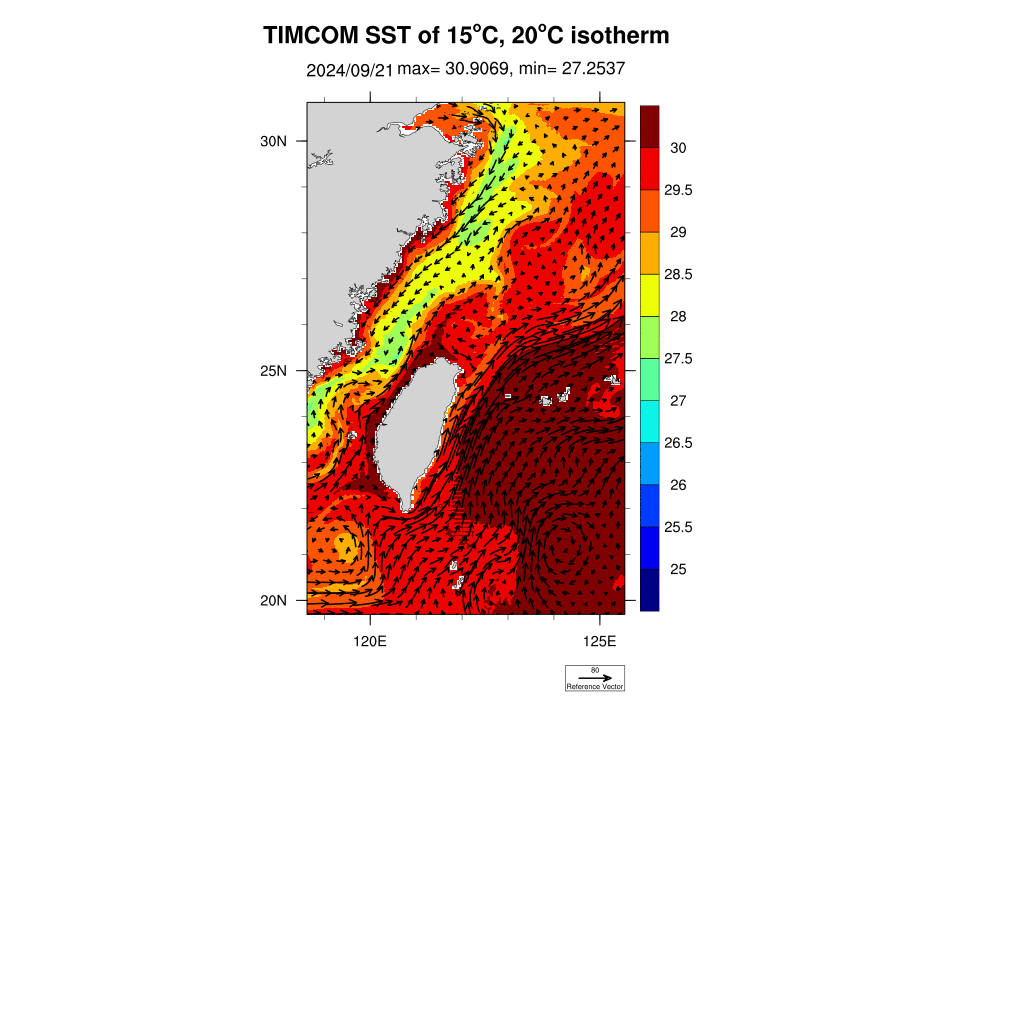 TIMCOM SST of 15°C, 20°C isotherm
2024/09/21 max= 30.9069, min= 27.2537
30N
25N
20N
120E
125E
30
29.5
29
28.5
28
27.5
27
26.5
26
25.5
25
80
Reference Vector